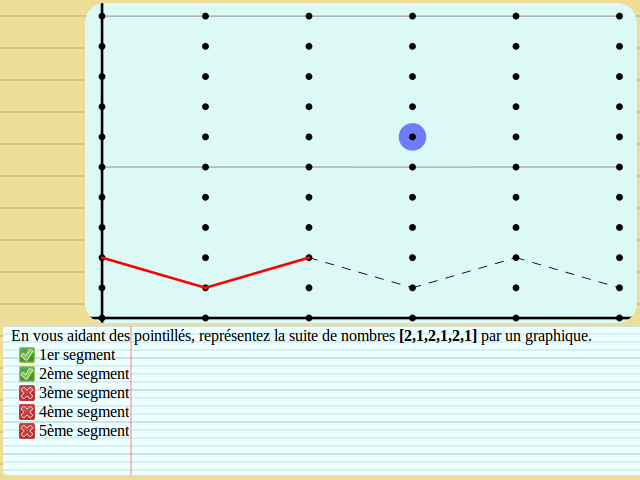 En vous aidant des pointillés, représentez la suite de nombres [2,1,2,1,2,1] par un graphique.
1er segment
2ème segment
3ème segment
4ème segment
5ème segment